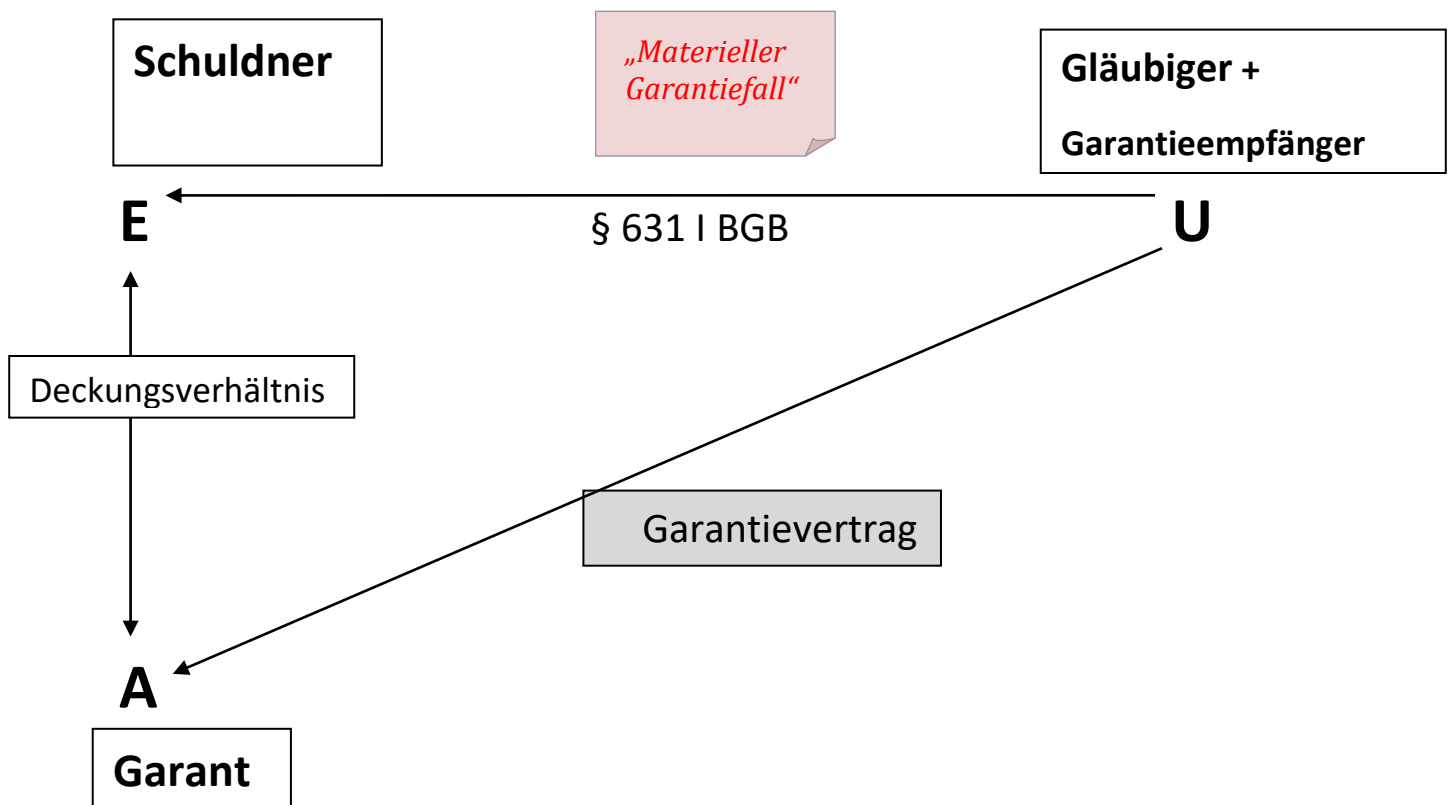 Schuldner
„Materieller
Garantiefall“
Gläubiger +
Garantieempfänger
E
§ 631 I BGB
U
Deckungsverhältnis
Garantievertrag
A
Garant